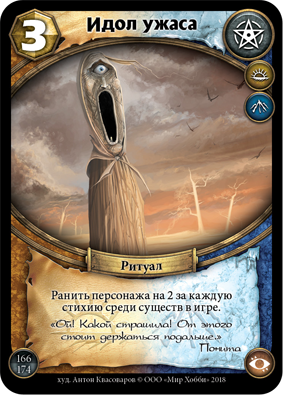 3
Идол ужаса
Ритуал
Ранить персонажа на 2 за каждую
стихию среди существ в игре.
«Ой! Какой страшила! От этого
стоит держаться подальше.»
Понита
166
174
худ. Антон Квасоваров © ООО «Мир Хобби» 2018